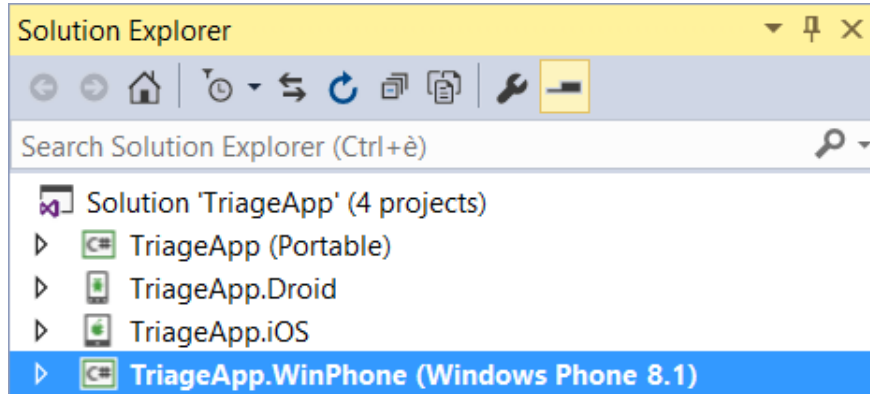 Solution Explorer
Search Solution Explorer (Ctrl+è)
Solution 'TriageApp' (4 projects)
C# TriageApp (Portable)
TriageApp.Droid
TriageApp.iOS
C# TriageApp.WinPhone (Windows Phone 8.1)